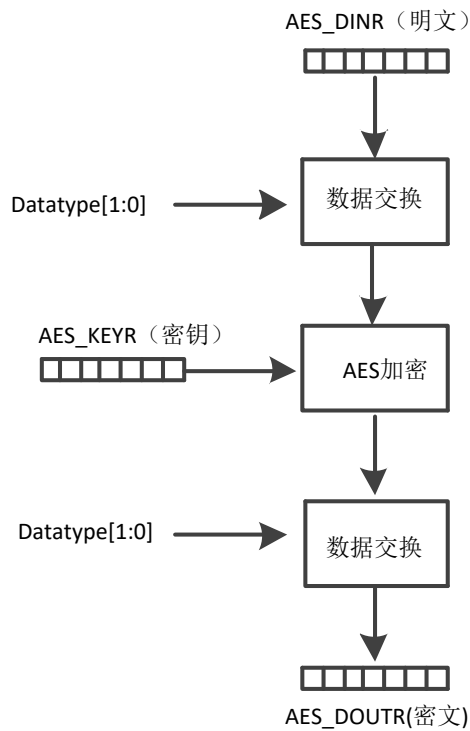 AES_DINR（明文）
数据交换
Datatype[1:0]
AES_KEYR（密钥）
AES加密
Datatype[1:0]
数据交换
AES_DOUTR(密文)